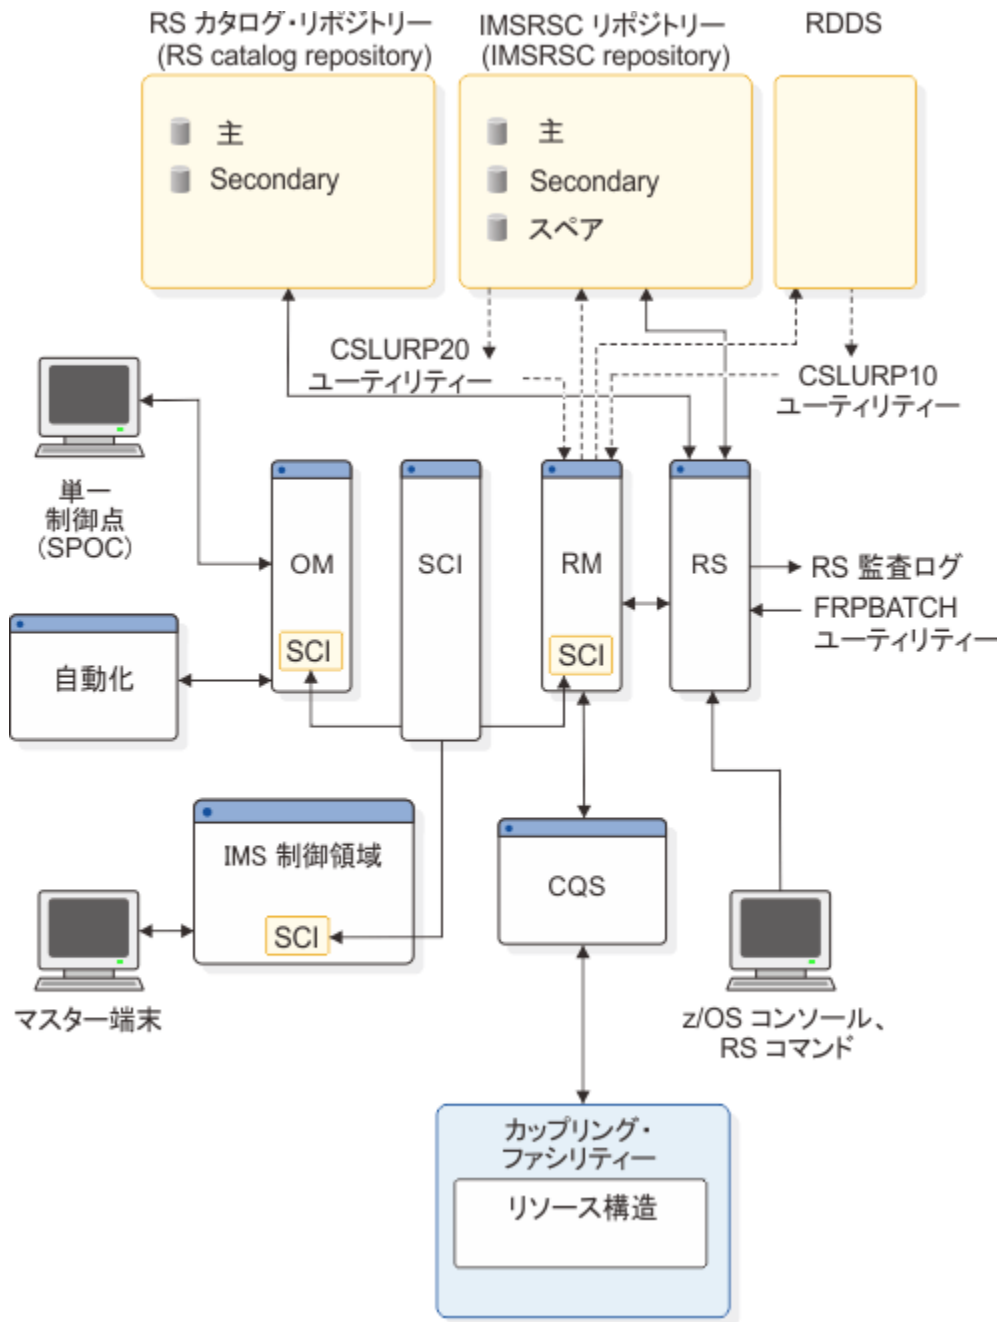 RS カタログ・リポジトリー
(RS catalog repository)
IMSRSC リポジトリー
(IMSRSC repository)
RDDS
主
Secondary
主
Secondary
スペア
CSLURP20
ユーティリティー
CSLURP10
ユーティリティー
単一
制御点
(SPOC)
OM
SCI
SCI
RM
SCI
RS
RS 監査ログ
FRPBATCH
ユーティリティー
自動化
IMS 制御領域
SCI
マスター端末
CQS
z/OS コンソール、
RS コマンド
カップリング・
ファシリティー
リソース構造